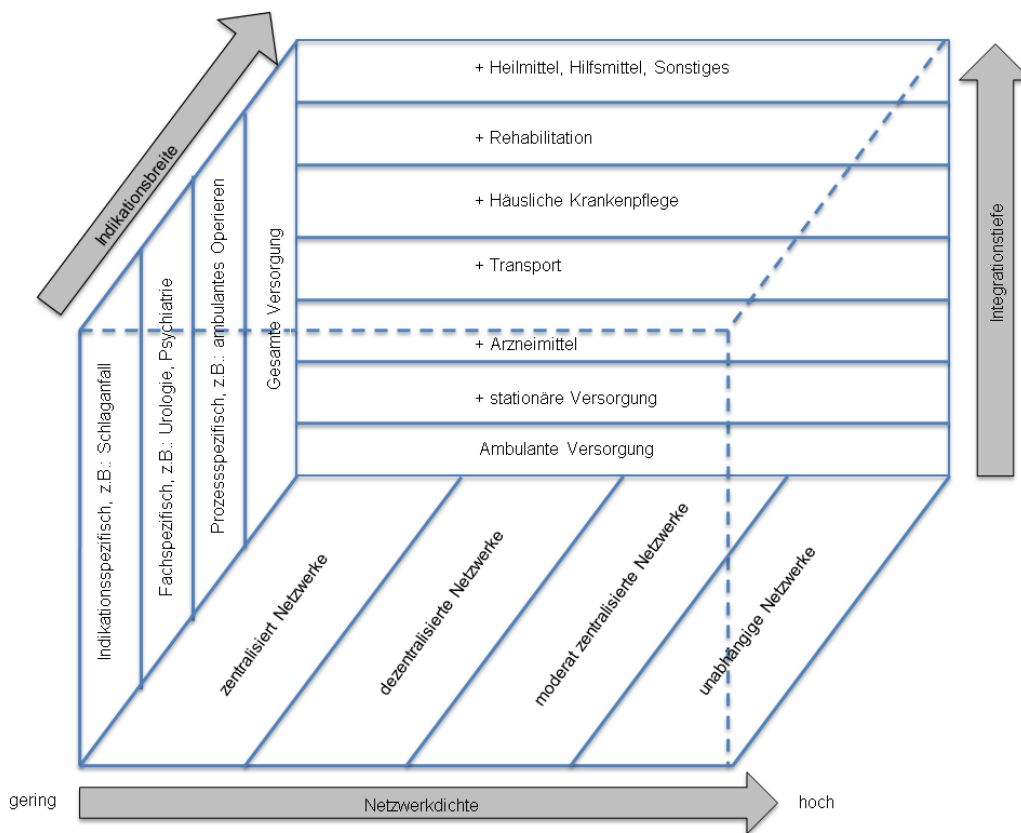 + Heilmittel, Hilfsmittel, Sonstiges
+ Rehabilitation
+ Häusliche Krankenpflege
+ Transport
+ Arzneimittel
+ stationäre Versorgung
Ambulante Versorgung
Indikationsbreite
Indikationsspezifisch, z.B.: Schlaganfall
Fachspezifisch, z.B.: Urologie, Psychiatrie
Prozessspezifisch, z.B.: ambulantes Operieren
Gesamte Versorgung
Integrationstiefe
zentralisiert Netzwerke
dezentralisierte Netzwerke
moderat zentralisierte Netzwerke
unabhängige Netzwerke
gering
Netzwerkdichte
hoch